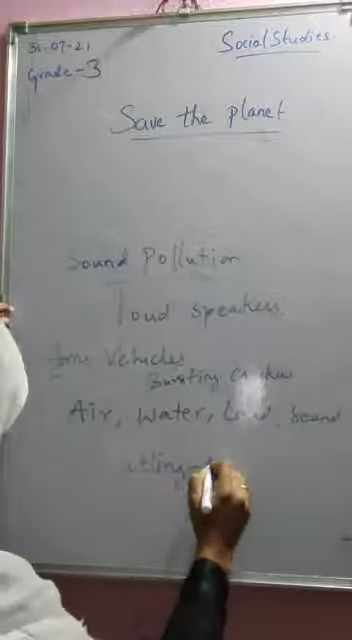 31-07-21
Social Studies
Grade-3
Save the planet
Sound Pollution
loud speakers
Vehicles
Bursting
Air, Water, Land, Sound